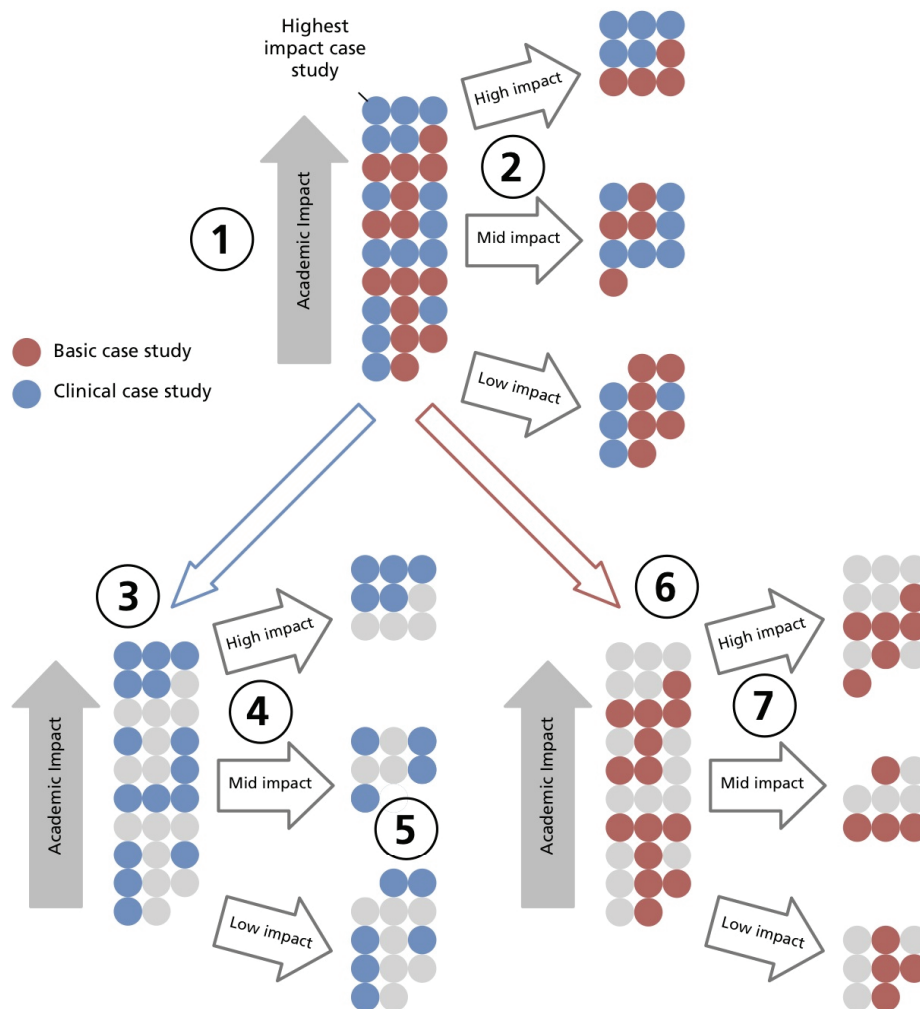 Highest
impact case
study
High impact
2
1
Academic Impact
Mid impact
Basic case study
Clinical case study
Low impact
3
6
High impact
High impact
4
7
Academic Impact
Mid impact
5
Academic Impact
Mid impact
Low impact
Low impact